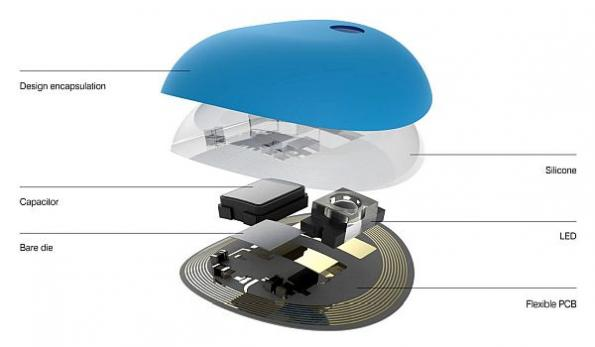 Design encapsulation
Silicone
Capacilor
LED
Bare die
Flexible PCB